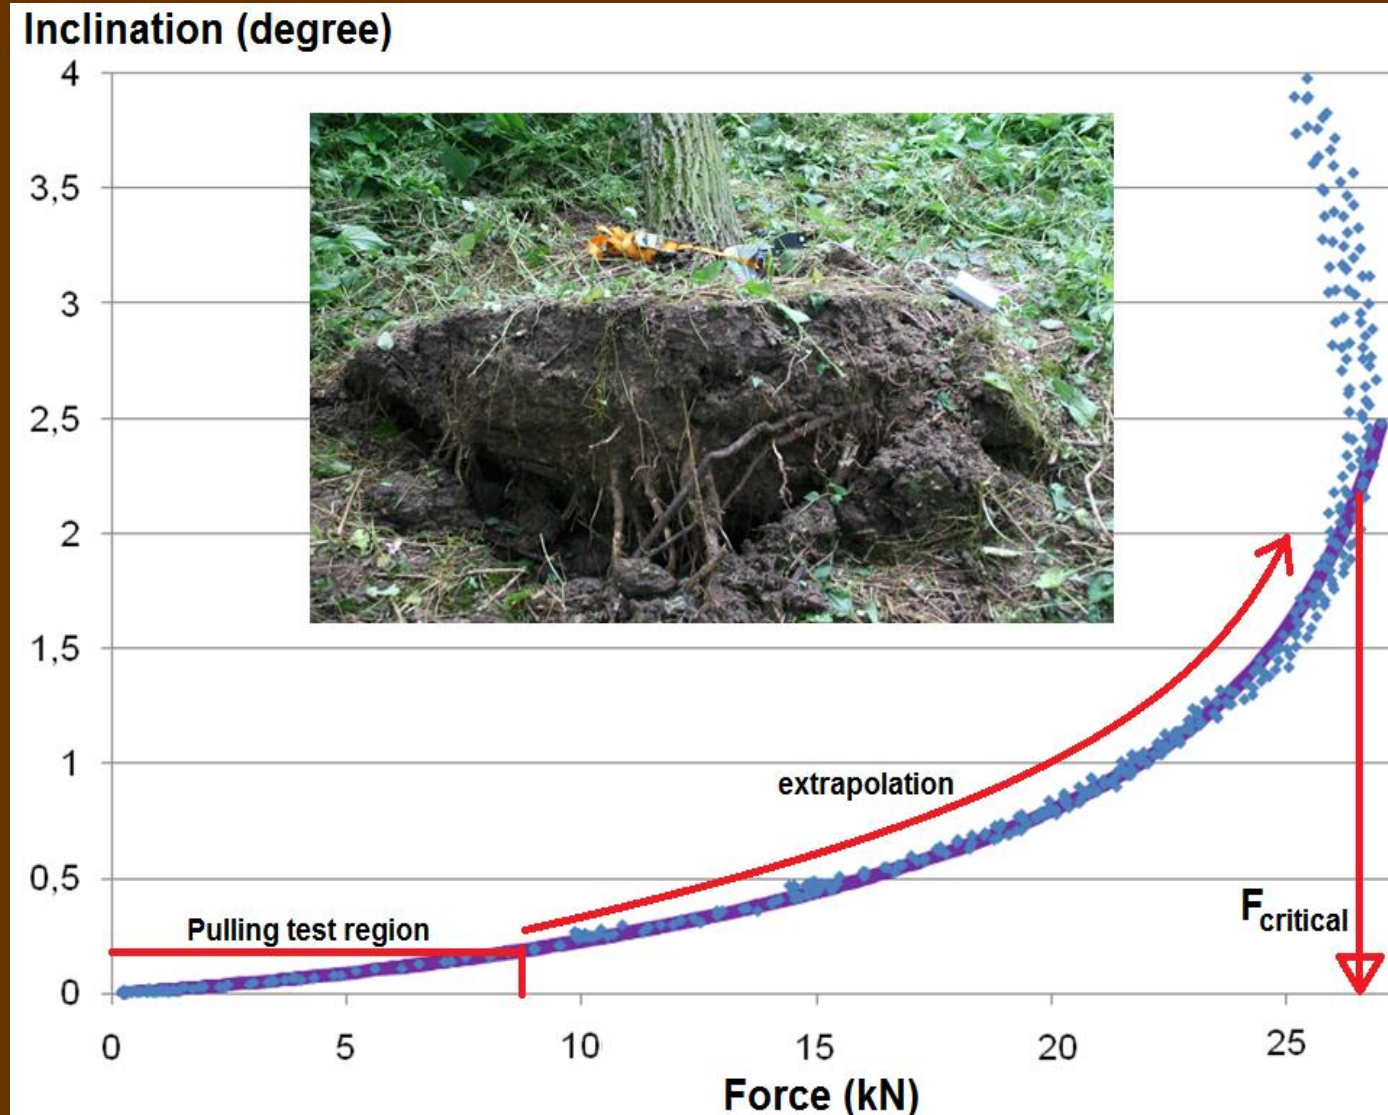 Inclination (degree)
4
3,5
3
2,5
2
1,5
1
0,5
0
extrapolation
Pulling test region
F critical
0 5 10 15 20 25
Force (kN)